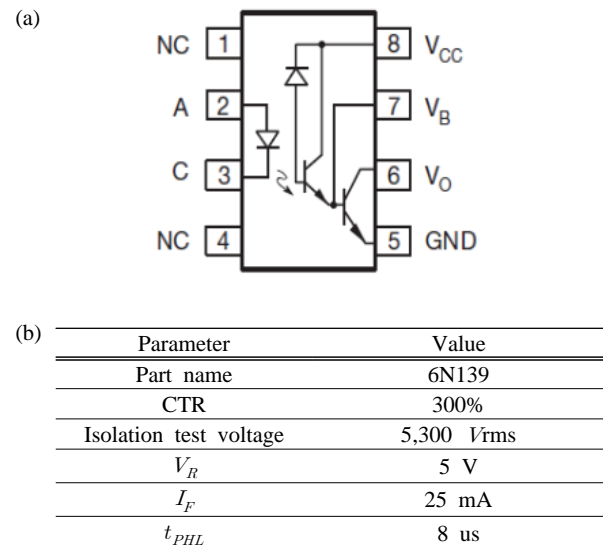 (a)
NC 1 8 VCC
A 2 7 VB
C 3 6 VO
NC 4 5 GND
(b)
Parameter Value
Part name 6N139
CTR 300%
Isolation test voltage 5,300 Vrms
VR 5 V
IF 25 mA
tPHL 8 us